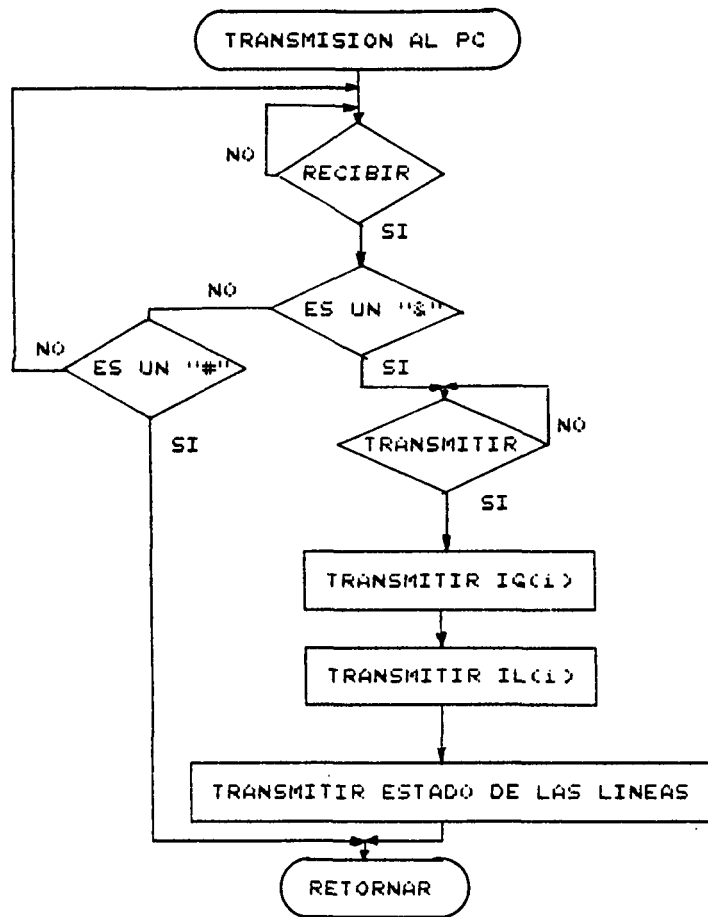 TRANSMISION AL PC
NO
RECIBIR
SI
NO
ES UN "&"
NO
ES UN "#"
SI
TRANSMITIR
NO
SI
SI
TRANSMITIR IG(i)
TRANSMITIR IL(i)
TRANSMITIR ESTADO DE LAS LINEAS
RETORNAR